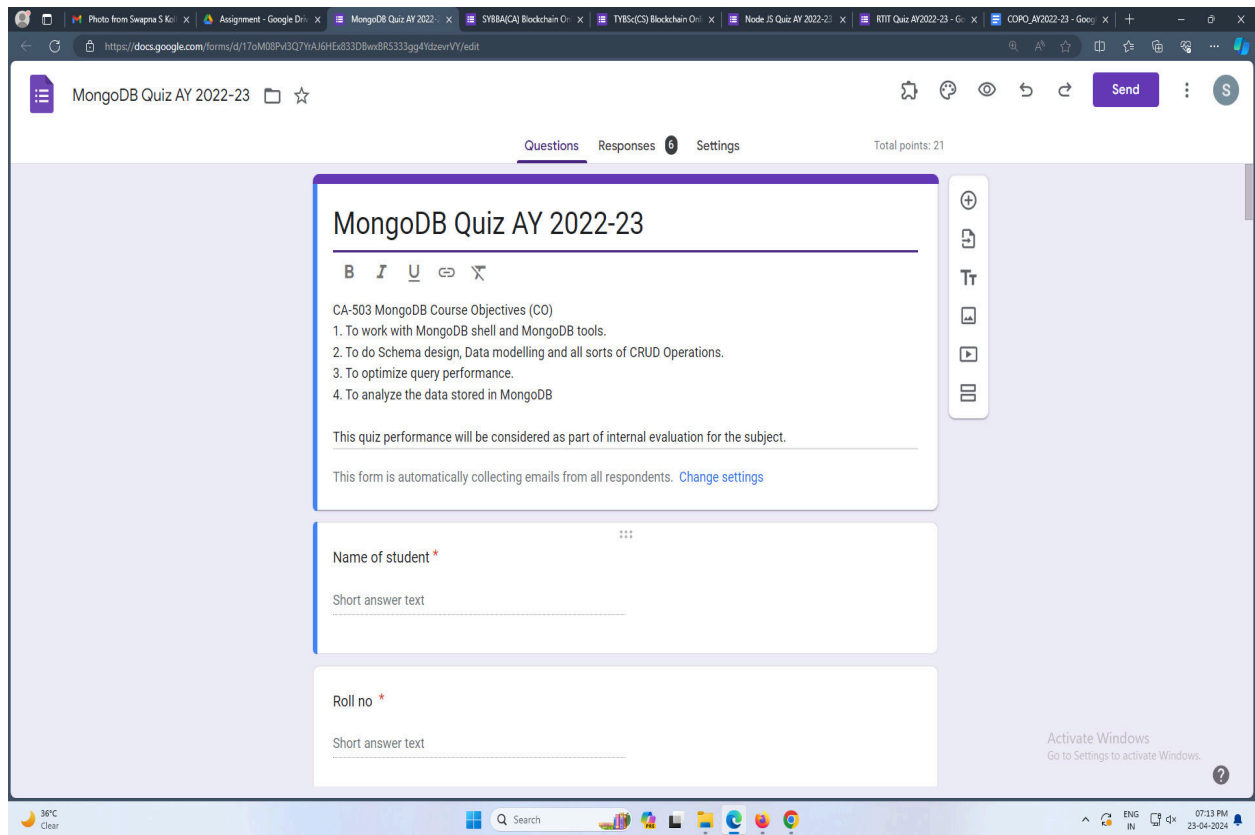 Photo from Swapna S Kol
Assignment - Google Driv
MongoDB Quiz AY 2022-
SYBBA(CA) Blockchain On
TYBSc(CS) Blockchain Onl
Node JS Quiz AY 2022-23
RTIT Quiz AY2022-23 - Go
COPO_AY2022-23 - Goog
https://docs.google.com/forms/d/17oM08PvI3Q7YrAJ6HEx833DBwxBR5333gg4YdzevrVY/edit
MongoDB Quiz AY 2022-23
Send
S
Questions Responses 6 Settings
Total points: 21
MongoDB Quiz AY 2022-23
B I U
CA-503 MongoDB Course Objectives (CO)
1. To work with MongoDB shell and MongoDB tools.
2. To do Schema design, Data modelling and all sorts of CRUD Operations.
3. To optimize query performance.
4. To analyze the data stored in MongoDB
This quiz performance will be considered as part of internal evaluation for the subject.
This form is automatically collecting emails from all respondents. Change settings
Tт
Name of student *
Short answer text
Roll no *
Short answer text
Activate Windows
Go to Settings to activate Windows.
36°C
Clear
Search
ENG
IN
07:13 PM
23-04-2024